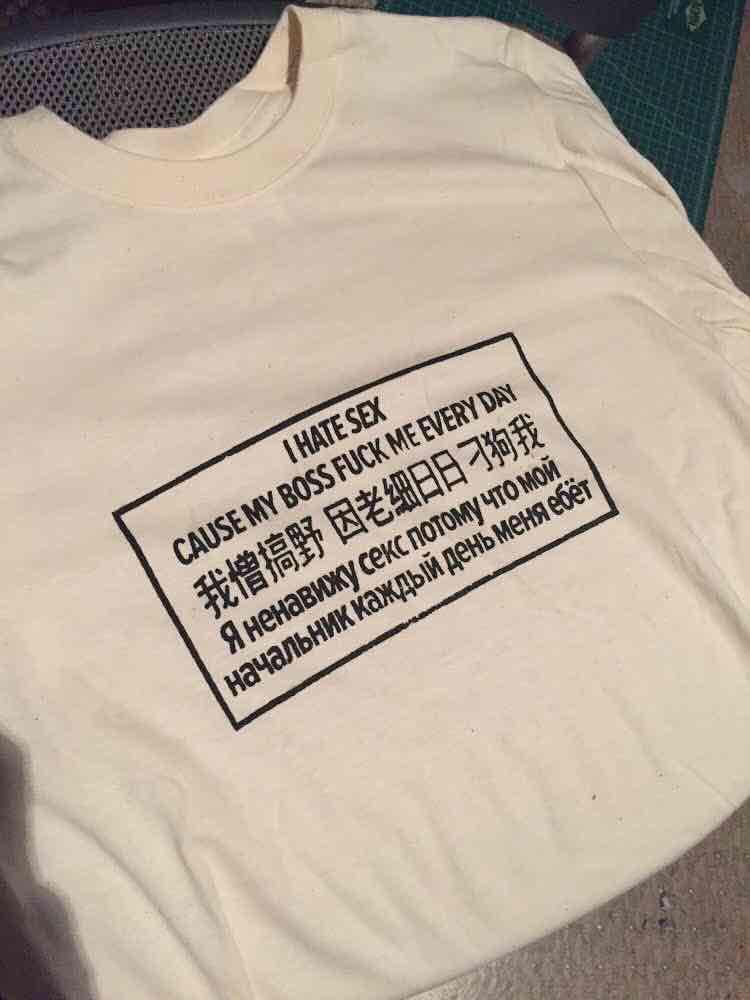 I HATE SEX
CAUSE MY BOSS FUCK ME EVERY DAY
我憎搞野 因老細日日刁狗我
Я ненавижу секс потому что мой
начальник каждый день меня ебёт